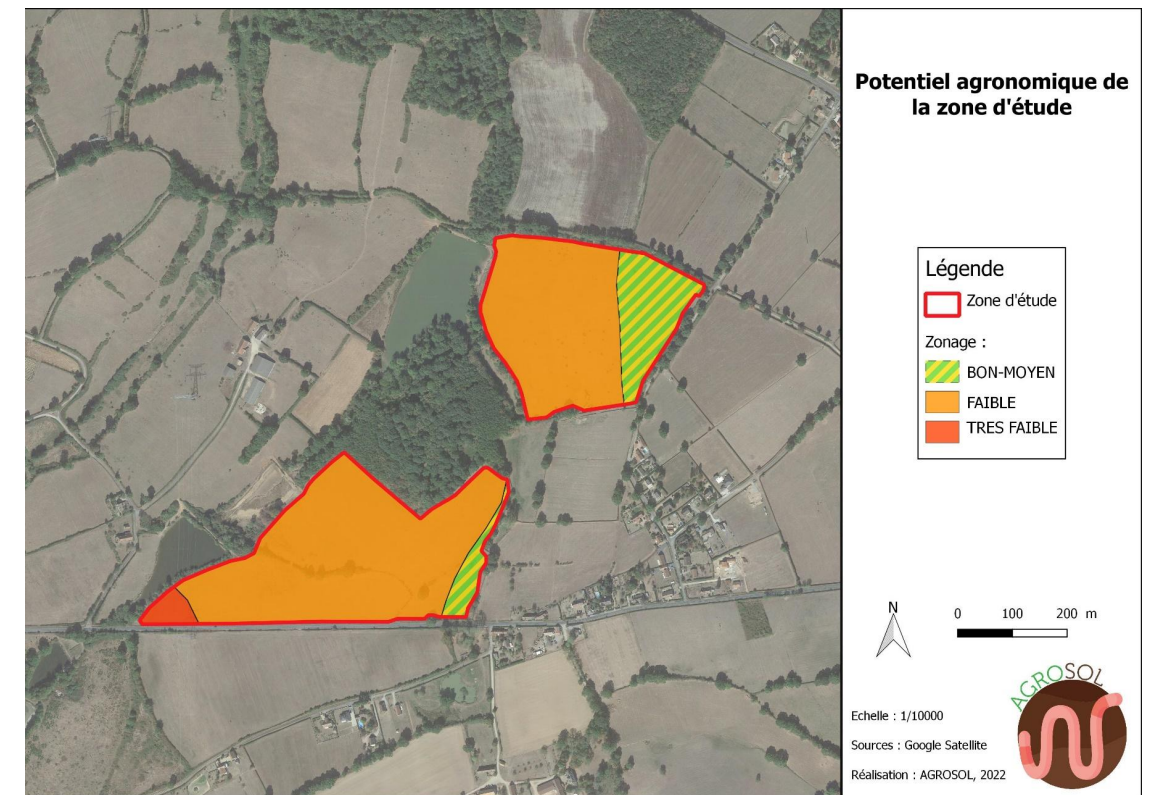 Potentiel agronomique de
la zone d'étude
Légende
Zone d'étude
Zonage :
BON-MOYEN
FAIBLE
TRES FAIBLE
N
0 100 200 m
AGROSOL
Echelle : 1/10000
Sources : Google Satellite
Réalisation : AGROSOL, 2022